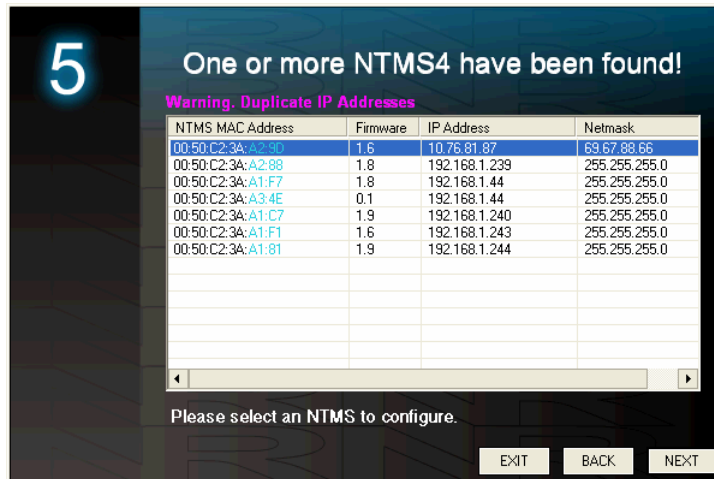 5
One or more NTMS4 have been found!
Warning. Duplicate IP Addresses
NTMS MAC Address Firmware IP Address Netmask
00:50:C2:3A:A2:9D 1.6 10.76.81.87 69.67.88.66
00:50:C2:3A:A2:88 1.8 192.168.1.239 255.255.255.0
00:50:C2:3A:A1:F7 1.8 192.168.1.44 255.255.255.0
00:50:C2:3A:A3:4E 0.1 192.168.1.44 255.255.255.0
00:50:C2:3A:A1:C7 1.9 192.168.1.240 255.255.255.0
00:50:C2:3A:A1:F1 1.6 192.168.1.243 255.255.255.0
00:50:C2:3A:A1:81 1.9 192.168.1.244 255.255.255.0
Please select an NTMS to configure.
EXIT BACK NEXT